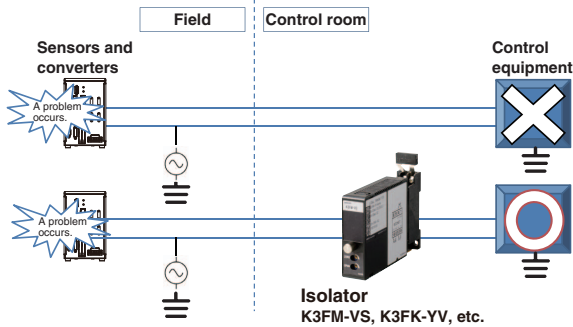 Field
Control room
Sensors and
converters
Control
equipment
A problem
occurs.
A problem
occurs.
Isolator
K3FM-VS, K3FK-YV, etc.